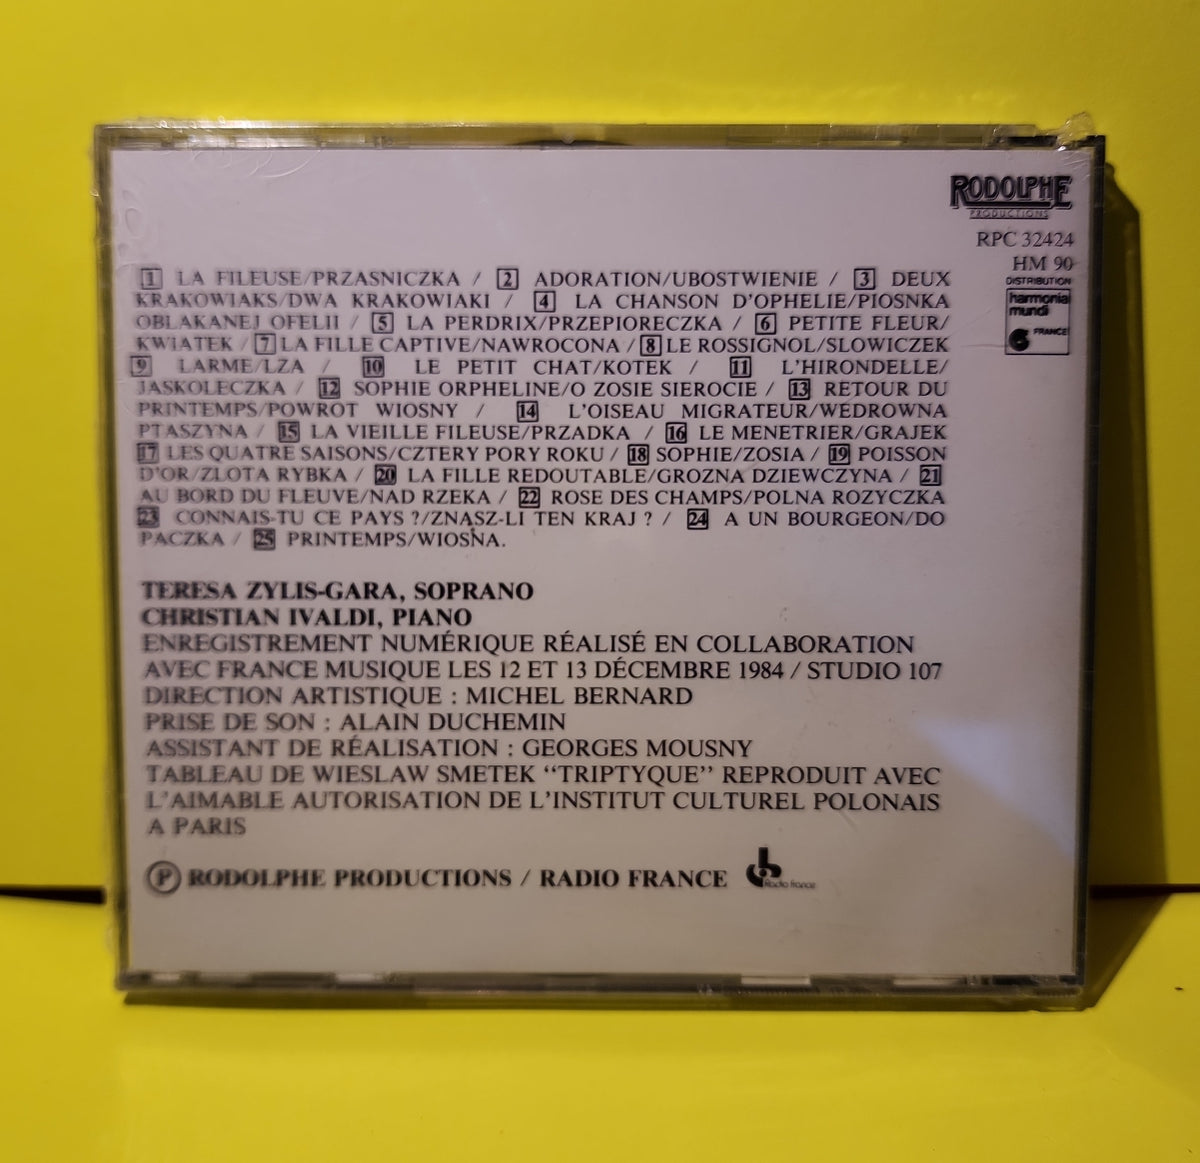 RODOLPHE
PRODUCTIONS
RPC 32424
HM 90
DISTRIBUTION
harmonia
mundi
FRANCE
1 LA FILEUSE/PRZASNICZKA / 2 ADORATION/UBOSTWIENIE / 3 DEUX
KRAKOWIAKS/DWA KRAKOWIAKI / 4 LA CHANSON D'OPHELIE/PIOSNKA
OBLAKANEJ OFELII / 5 LA PERDRIX/PRZEPIORECZKA / 6 PETITE FLEUR/
KWIATEK / 7 LA FILLE CAPTIVE/NAWROCONA / 8 LE ROSSIGNOL/SLOWICZEK
9 LARME/LZA / 10 LE PETIT CHAT/KOTEK / 11 L'HIRONDELLE/
JASKOLECZKA / 12 SOPHIE ORPHELINE/O ZOSIE SIEROCIE / 13 RETOUR DU
PRINTEMPS/POWROT WIOSNY / 14 L'OISEAU MIGRATEUR/WEDROWNA
PTASZYNA / 15 LA VIEILLE FILEUSE/PRZADKA / 16 LE MENETRIER/GRAJEK
17 LES QUATRE SAISONS/CZTERY PORY ROKU / 18 SOPHIE/ZOSIA / 19 POISSON
D'OR/ZLOTA RYBKA / 20 LA FILLE REDOUTABLE/GROZNA DZIEWCZYNA / 21
AU BORD DU FLEUVE/NAD RZEKA / 22 ROSE DES CHAMPS/POLNA ROZYCZKA
23 CONNAIS-TU CE PAYS ?/ZNASZ-LI TEN KRAJ ? / 24 A UN BOURGEON/DO
PACZKA / 25 PRINTEMPS/WIOSNA.
TERESA ZYLIS-GARA, SOPRANO
CHRISTIAN IVALDI, PIANO
ENREGISTREMENT NUMÉRIQUE RÉALISÉ EN COLLABORATION
AVEC FRANCE MUSIQUE LES 12 ET 13 DÉCEMBRE 1984 / STUDIO 107
DIRECTION ARTISTIQUE : MICHEL BERNARD
PRISE DE SON : ALAIN DUCHEMIN
ASSISTANT DE RÉALISATION : GEORGES MOUSNY
TABLEAU DE WIESLAW SMETEK “TRIPTYQUE” REPRODUIT AVEC
L'AIMABLE AUTORISATION DE L'INSTITUT CULTUREL POLONAIS
A PARIS
Ⓟ RODOLPHE PRODUCTIONS / RADIO FRANCE
Radio france